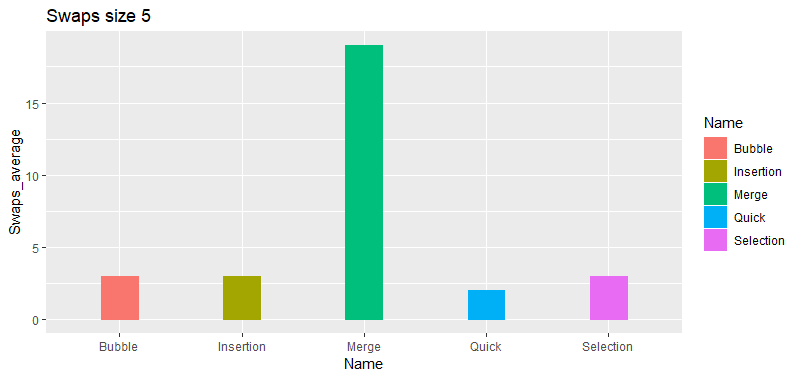 Swaps size 5
Swaps_average
15
10
5
0
Bubble
Insertion
Merge
Quick
Selection
Name
Name
Bubble
Insertion
Merge
Quick
Selection